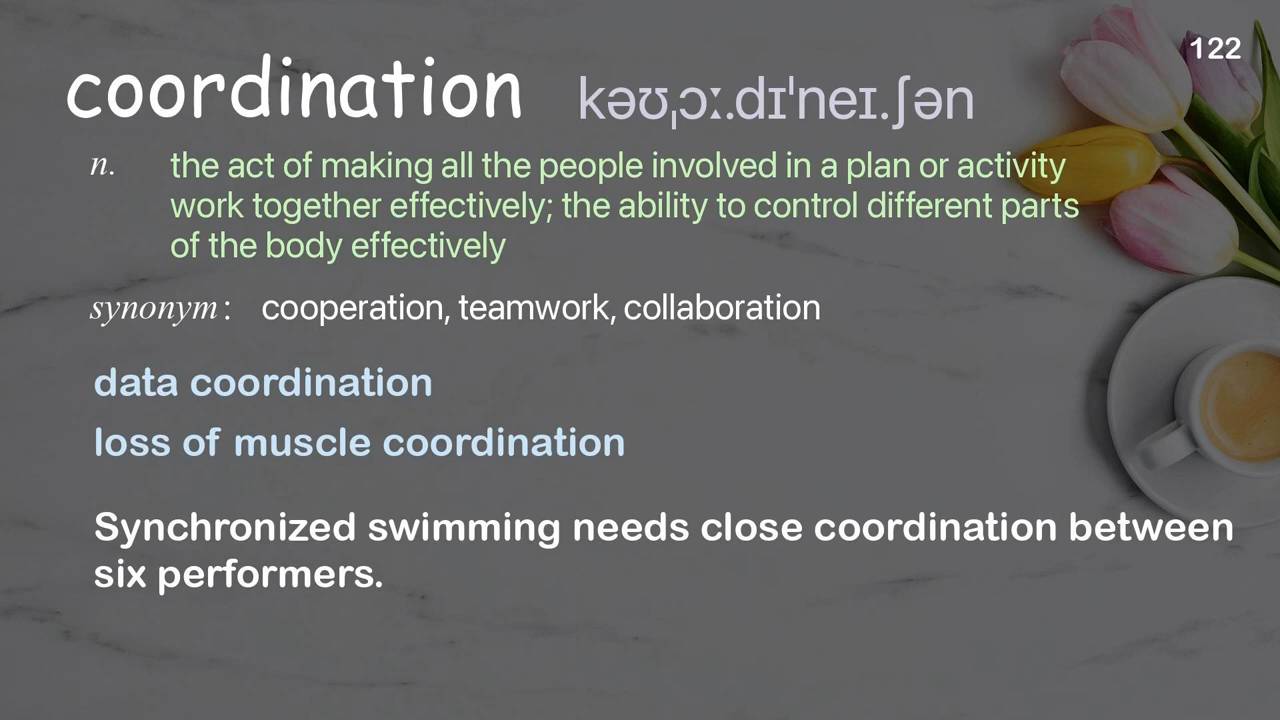 122
coordination kəʊˌɔː.dɪˈneɪ.ʃən
n. the act of making all the people involved in a plan or activity
work together effectively; the ability to control different parts
of the body effectively
synonym: cooperation, teamwork, collaboration
data coordination
loss of muscle coordination
Synchronized swimming needs close coordination between
six performers.